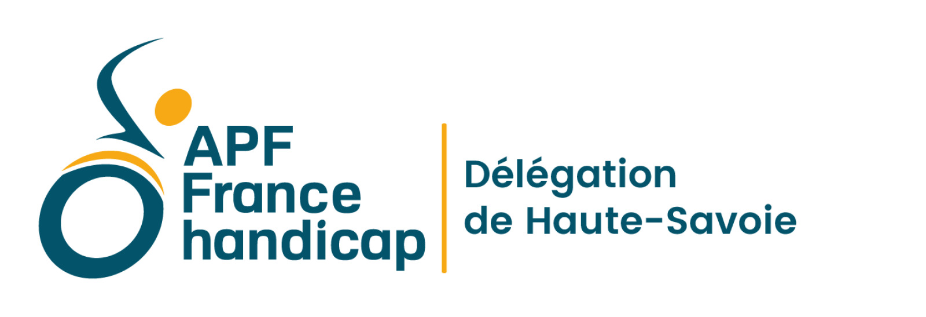 APF
France
handicap
Délégation
de Haute-Savoie